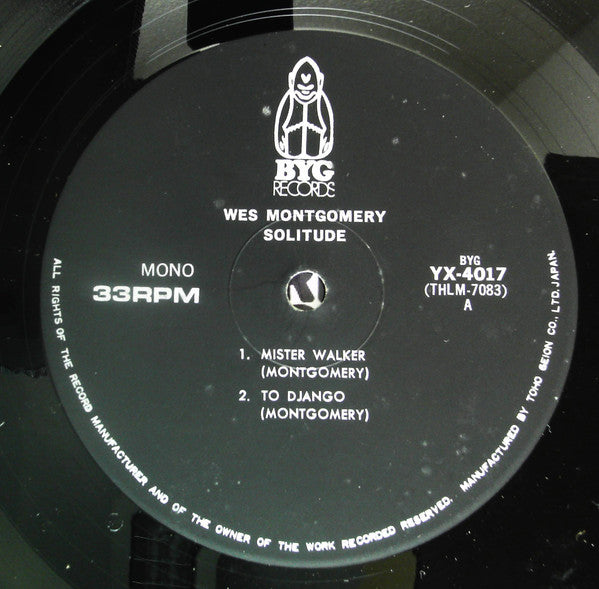 BYG
RECORDS
WES MONTGOMERY
SOLITUDE
MONO
33RPM
BYG
YX-4017
(THLM-7083)
A
1. MISTER WALKER
(MONTGOMERY)
2. TO DJANGO
(MONTGOMERY)
ALL RIGHTS OF THE RECORD MANUFACTURER AND OF THE OWNER OF THE WORK RECORDED RESERVED. MANUFACTURED BY TOHO SEION CO., LTD. JAPAN.